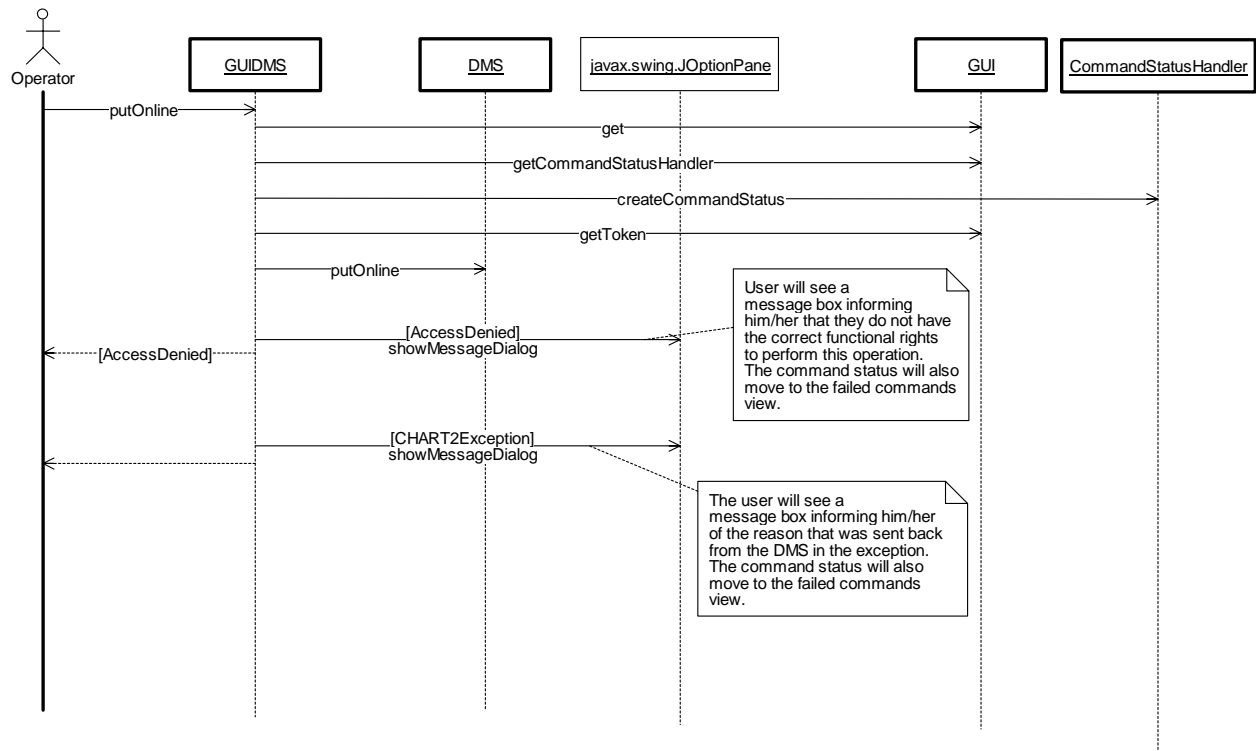 Operator
GUIDMS
DMS
javax.swing.JOptionPane
GUI
CommandStatusHandler
putOnline
get
getCommandStatusHandler
createCommandStatus
getToken
putOnline
User will see a
message box informing
him/her that they do not have
the correct functional rights
to perform this operation.
The command status will also
move to the failed commands
view.
[AccessDenied]
showMessageDialog
[AccessDenied]
[CHART2Exception]
showMessageDialog
The user will see a
message box informing him/her
of the reason that was sent back
from the DMS in the exception.
The command status will also
move to the failed commands
view.